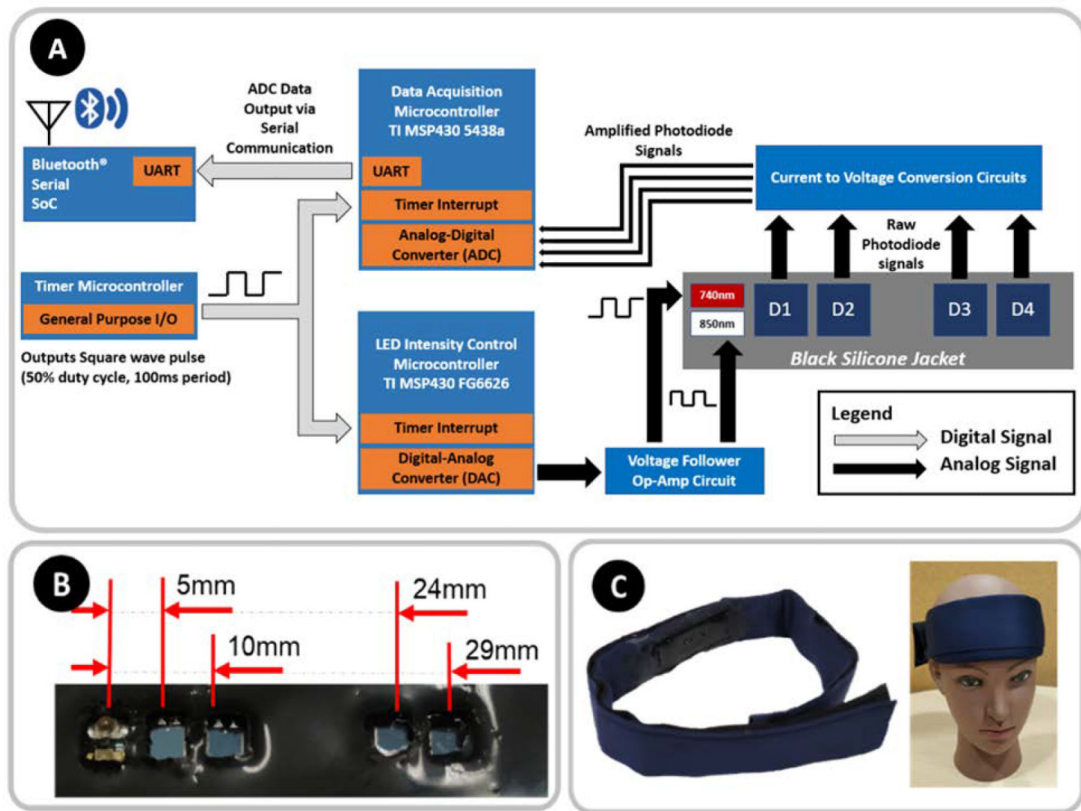 A
ADC Data
Output via
Serial
Communication
Data Acquisition
Microcontroller
TI MSP430 5438a
Amplified Photodiode
Signals
Bluetooth®
Serial
SoC
UART
UART
Timer Interrupt
Analog-Digital
Converter (ADC)
Current to Voltage Conversion Circuits
Raw
Photodiode
signals
Timer Microcontroller
General Purpose I/O
Outputs Square wave pulse
(50% duty cycle, 100ms period)
LED Intensity Control
Microcontroller
TI MSP430 FG6626
Timer Interrupt
Digital-Analog
Converter (DAC)
740nm
850nm
D1
D2
D3
D4
Black Silicone Jacket
Voltage Follower
Op-Amp Circuit
Legend
Digital Signal
Analog Signal
B
5mm
24mm
10mm
29mm
C